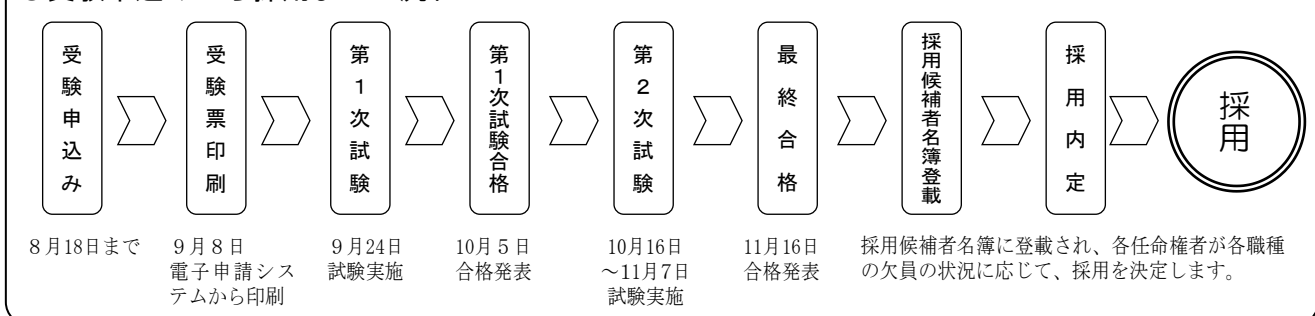 受験申込み
受験票印刷
第1次試験
第1次試験合格
第2次試験
最終合格
採用候補者名簿登載
採用内定
採用
8月18日まで
9月8日
電子申請シス
テムから印刷
9月24日
試験実施
10月5日
合格発表
10月16日
~11月7日
試験実施
11月16日
合格発表
採用候補者名簿に登載され、各任命権者が各職種
の欠員の状況に応じて、採用を決定します。